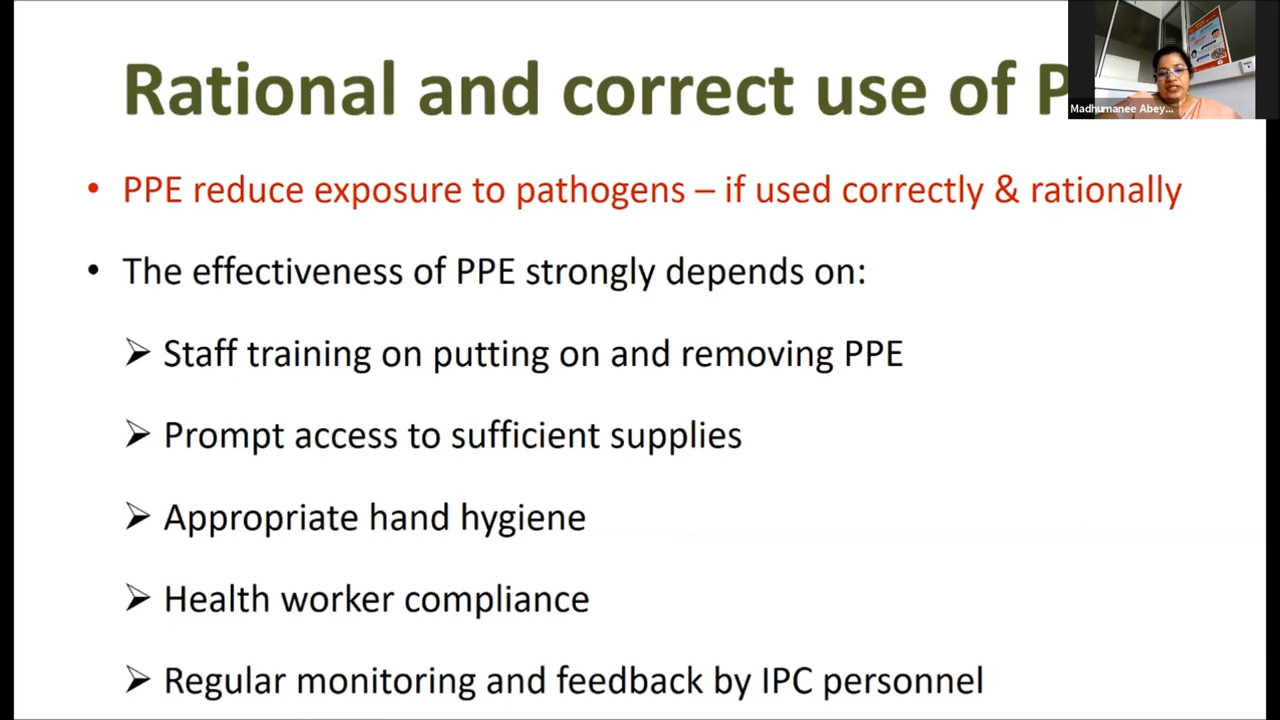 Rational and correct use of P
Madhumanee Abey...
• PPE reduce exposure to pathogens – if used correctly & rationally
• The effectiveness of PPE strongly depends on:
➢ Staff training on putting on and removing PPE
➢ Prompt access to sufficient supplies
➢ Appropriate hand hygiene
➢ Health worker compliance
➢ Regular monitoring and feedback by IPC personnel